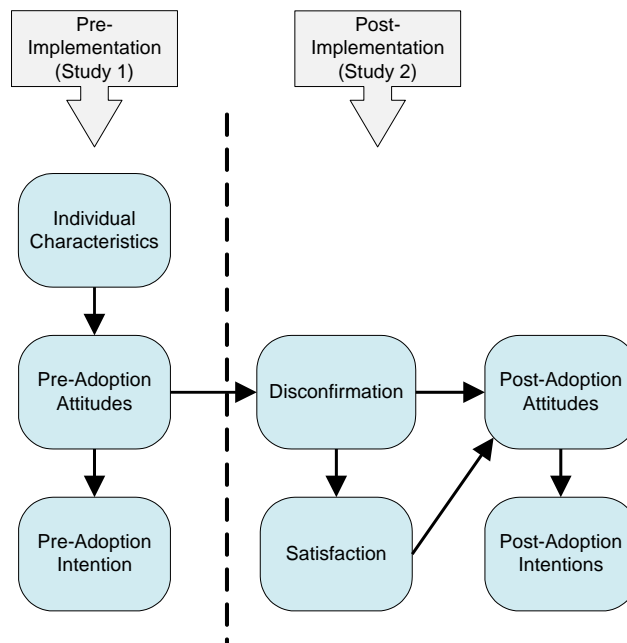 Pre-
Implementation
(Study 1)
Post-
Implementation
(Study 2)
Individual
Characteristics
Pre-Adoption
Attitudes
Disconfirmation
Post-Adoption
Attitudes
Pre-Adoption
Intention
Satisfaction
Post-Adoption
Intentions